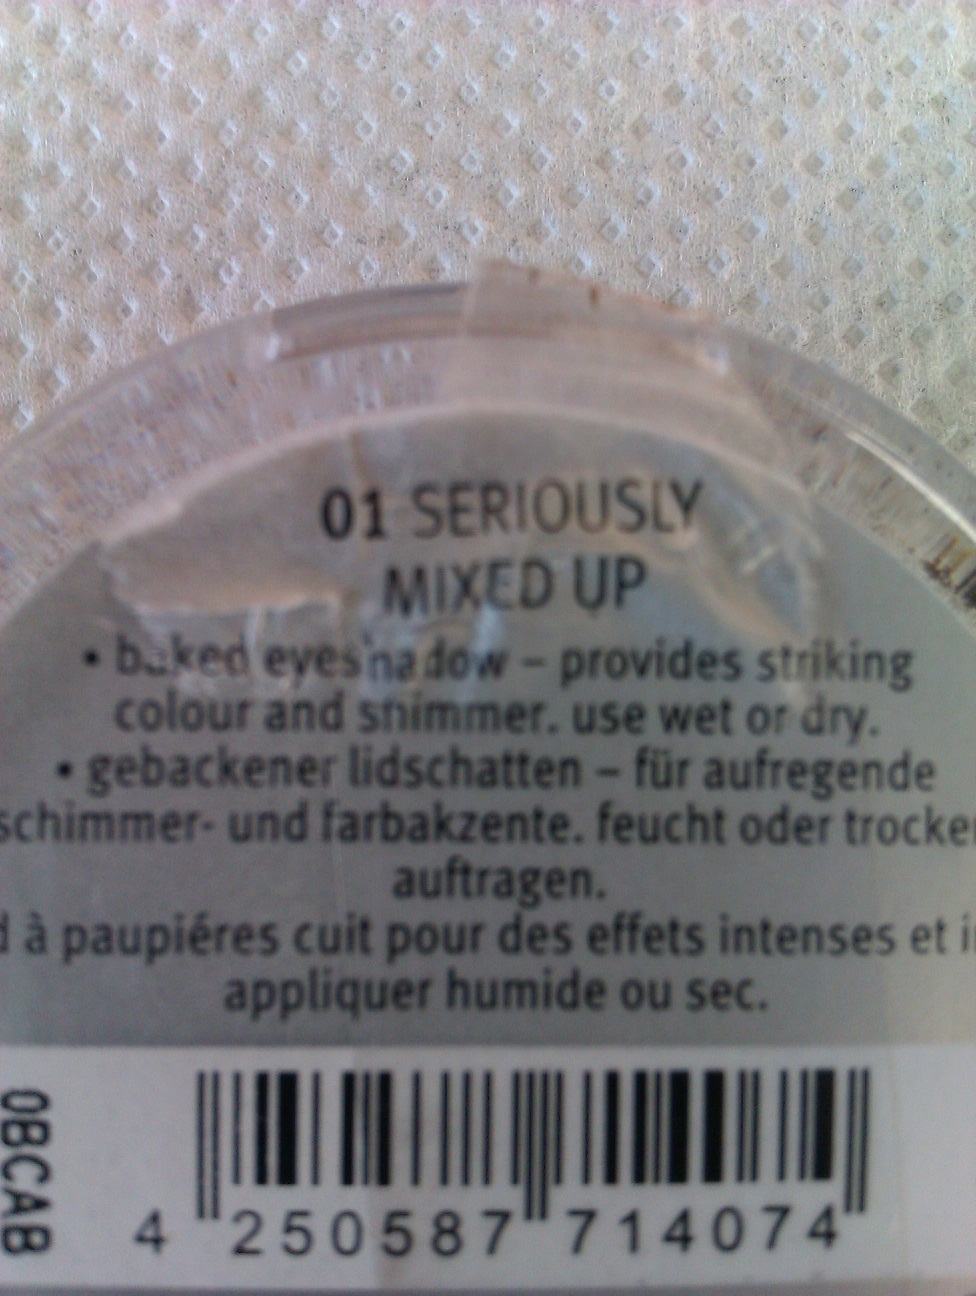 01 SERIOUSLY
MIXED UP
• baked eyeshadow – provides striking
colour and shimmer. use wet or dry.
• gebackener lidschatten – für aufregende
schimmer- und farbakzente. feucht oder trocken
auftragen.
à paupiéres cuit pour des effets intenses et
appliquer humide ou sec.
0BCAB
4 250587 714074